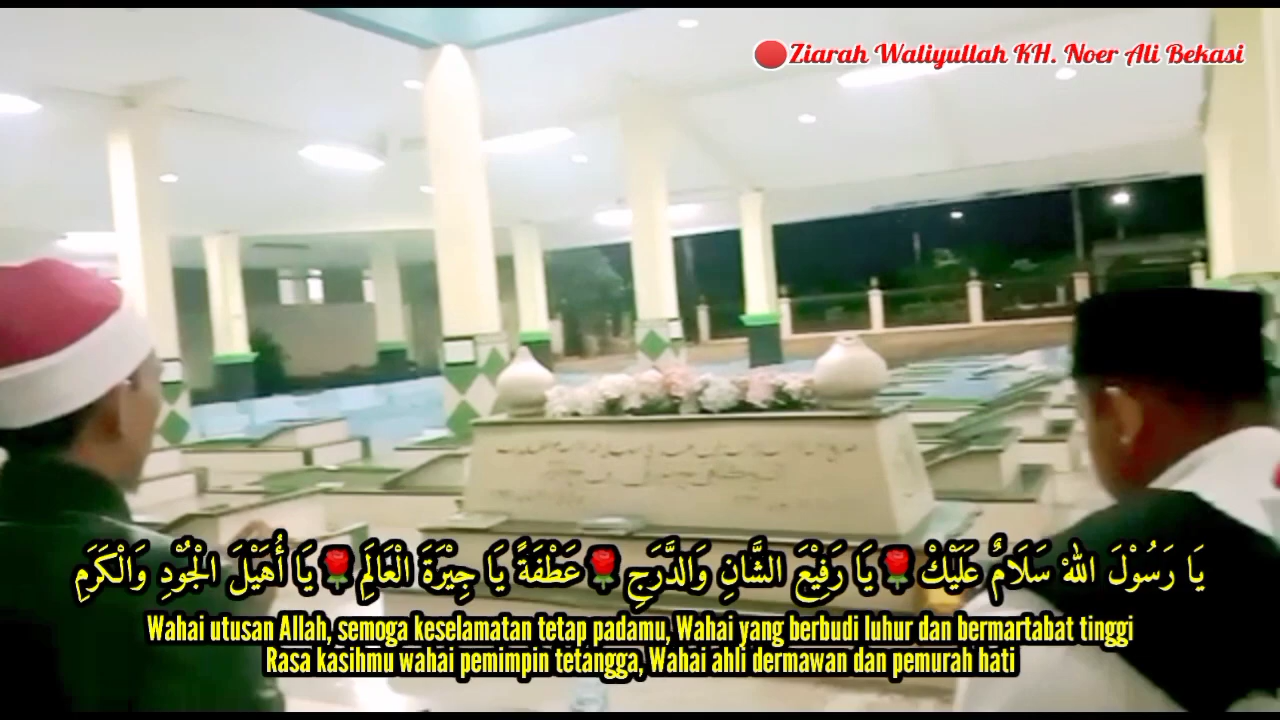 Ziarah Waliyullah KH. Noer Ali Bekasi
يَا رَسُوْلَ اللهْ سَلَامٌ عَلَيْكْ🌹يَا رَفِيْعَ الشَّانِ وَالدَّرَجِ🌹عَطْفَةً يَا جِيْرَةَ الْعَالَمِ🌹يَا أُهَيْلَ الْجُوْدِ وَالْكَرَمِ
Wahai utusan Allah, semoga keselamatan tetap padamu, Wahai yang berbudi luhur dan bermartabat tinggi
Rasa kasihmu wahai pemimpin tetangga, Wahai ahli dermawan dan pemurah hati